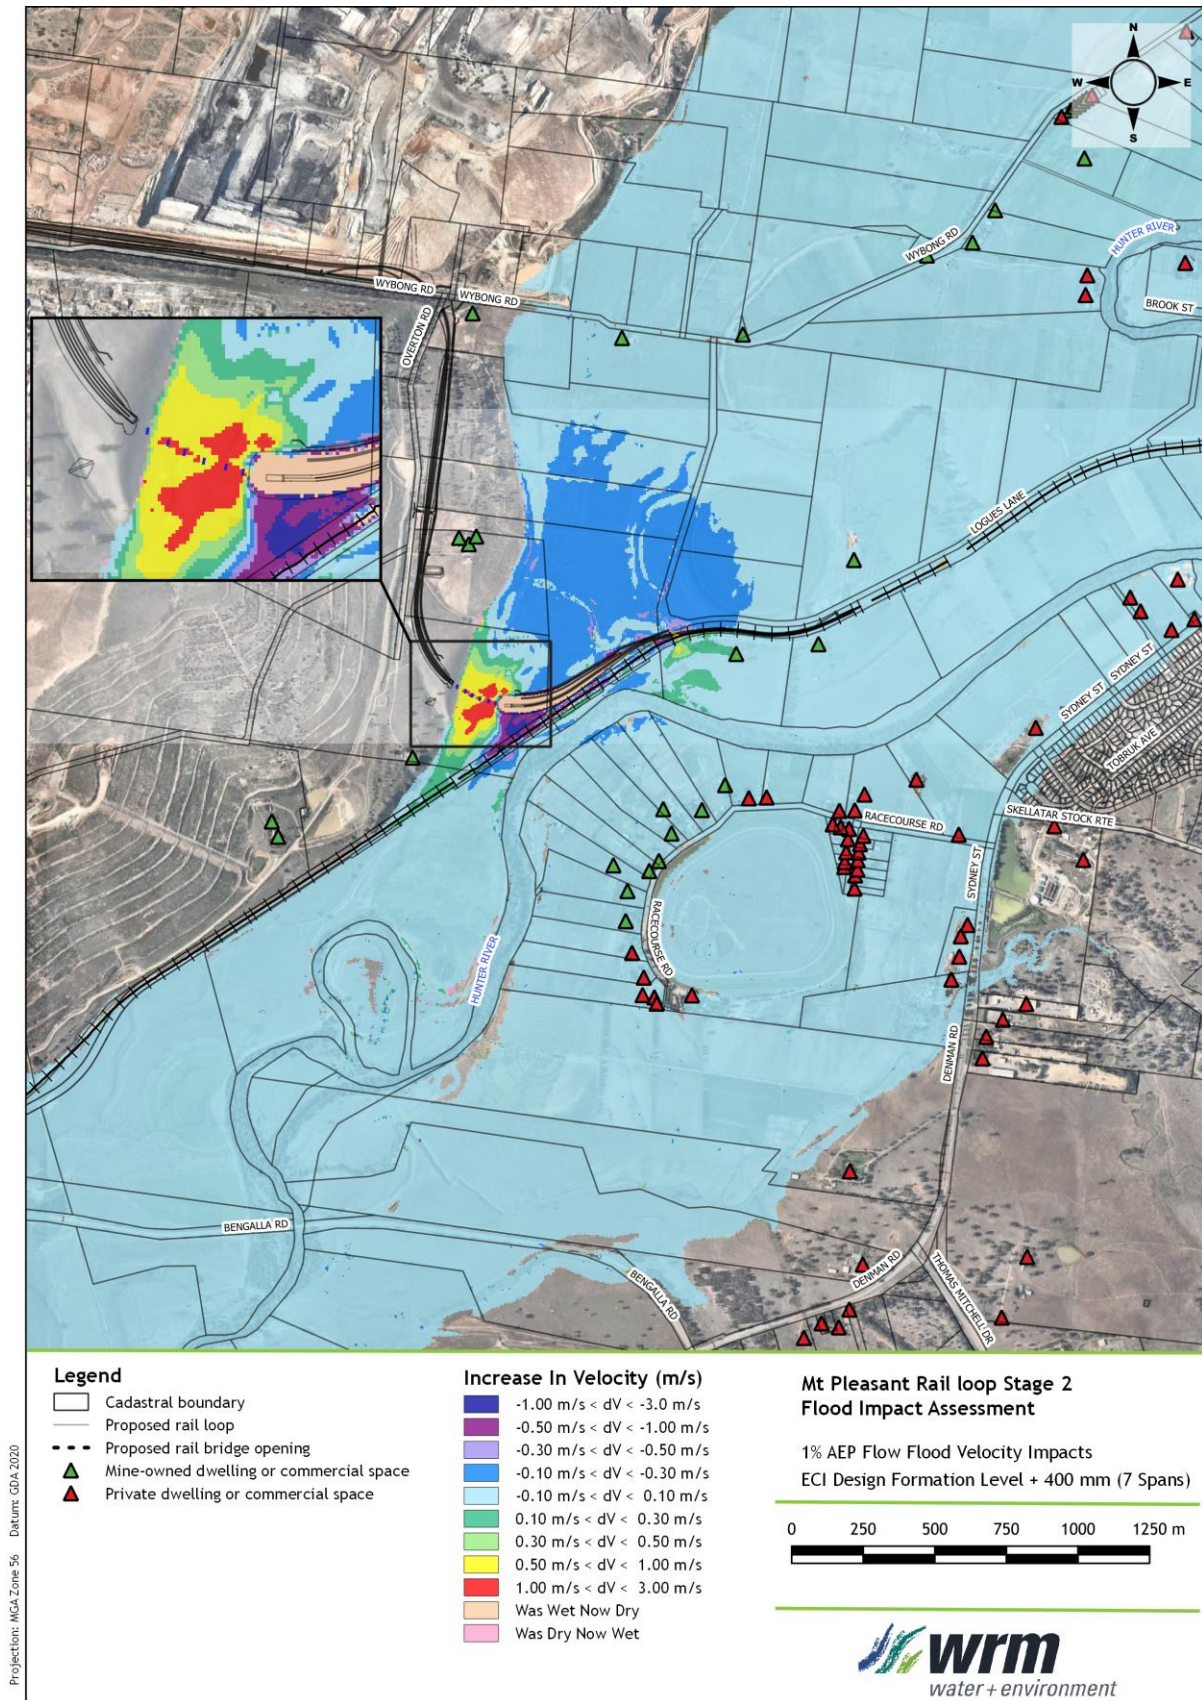 N
W
E
S
HUNTER RIVER
WYBONG RD
BROOK ST
WYBONG RD
WYBONG RD
OVERTON RD
LOGUES LANE
SYDNEY ST
SYDNEY ST
TOBRUK AVE
SKELLATAR STOCK RTE
RACECOURSE RD
SYDNEY ST
RACECOURSE RD
HUNTER RIVER
DENMAN RD
BENGALLA RD
BENGALLA RD
DENMAN RD
THOMAS MITCHELL DR
Legend
Cadastral boundary
Proposed rail loop
Proposed rail bridge opening
Mine-owned dwelling or commercial space
Private dwelling or commercial space
Increase In Velocity (m/s)
-1.00 m/s < dV < -3.0 m/s
-0.50 m/s < dV < -1.00 m/s
-0.30 m/s < dV < -0.50 m/s
-0.10 m/s < dV < -0.30 m/s
-0.10 m/s < dV < 0.10 m/s
0.10 m/s < dV < 0.30 m/s
0.30 m/s < dV < 0.50 m/s
0.50 m/s < dV < 1.00 m/s
1.00 m/s < dV < 3.00 m/s
Was Wet Now Dry
Was Dry Now Wet
Mt Pleasant Rail loop Stage 2
Flood Impact Assessment
1% AEP Flow Flood Velocity Impacts
ECI Design Formation Level + 400 mm (7 Spans)
0 250 500 750 1000 1250 m
wrm
water + environment
Projection: MGA Zone 56 Datum: GDA 2020